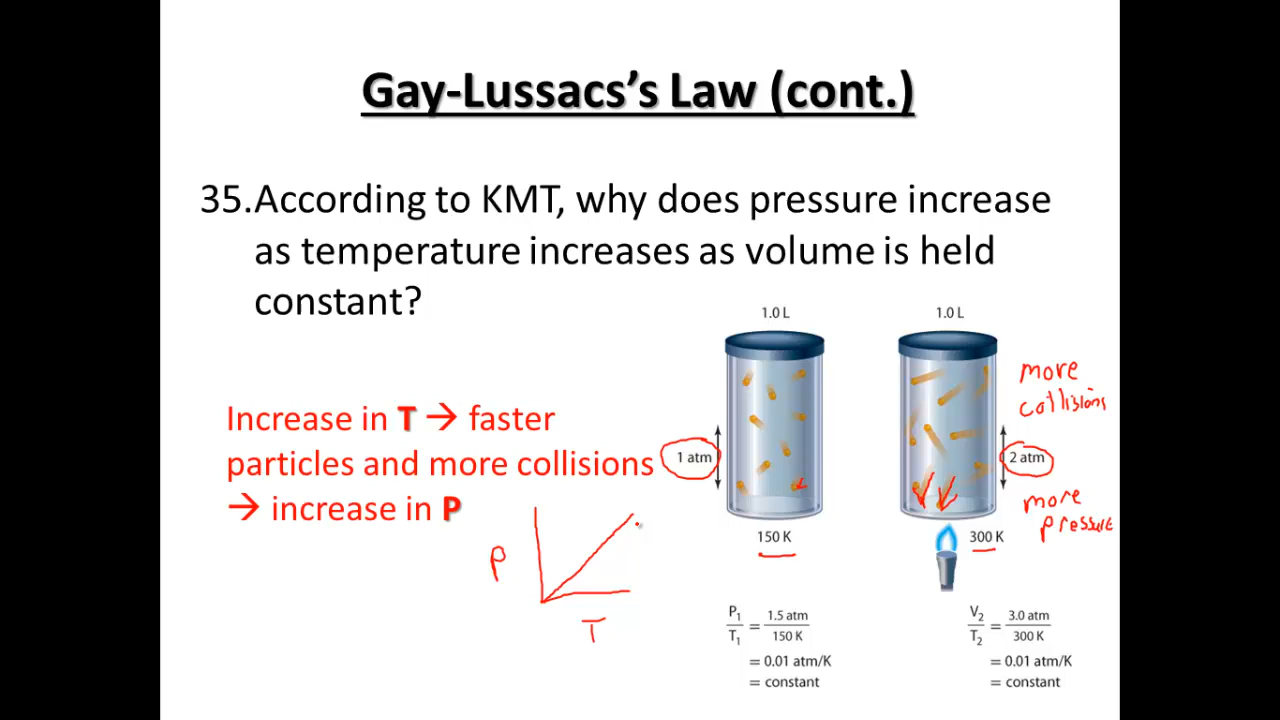 Gay-Lussacs's Law (cont.)
35.According to KMT, why does pressure increase
as temperature increases as volume is held
constant?
1.0 L
1.0 L
more
collisions
Increase in T → faster
particles and more collisions
→ increase in P
1 atm
2 atm
more
pressure
150 K
300 K
P
T
P₁/T₁ = 1.5 atm/150 K
= 0.01 atm/K
= constant
V₂/T₂ = 3.0 atm/300 K
= 0.01 atm/K
= constant